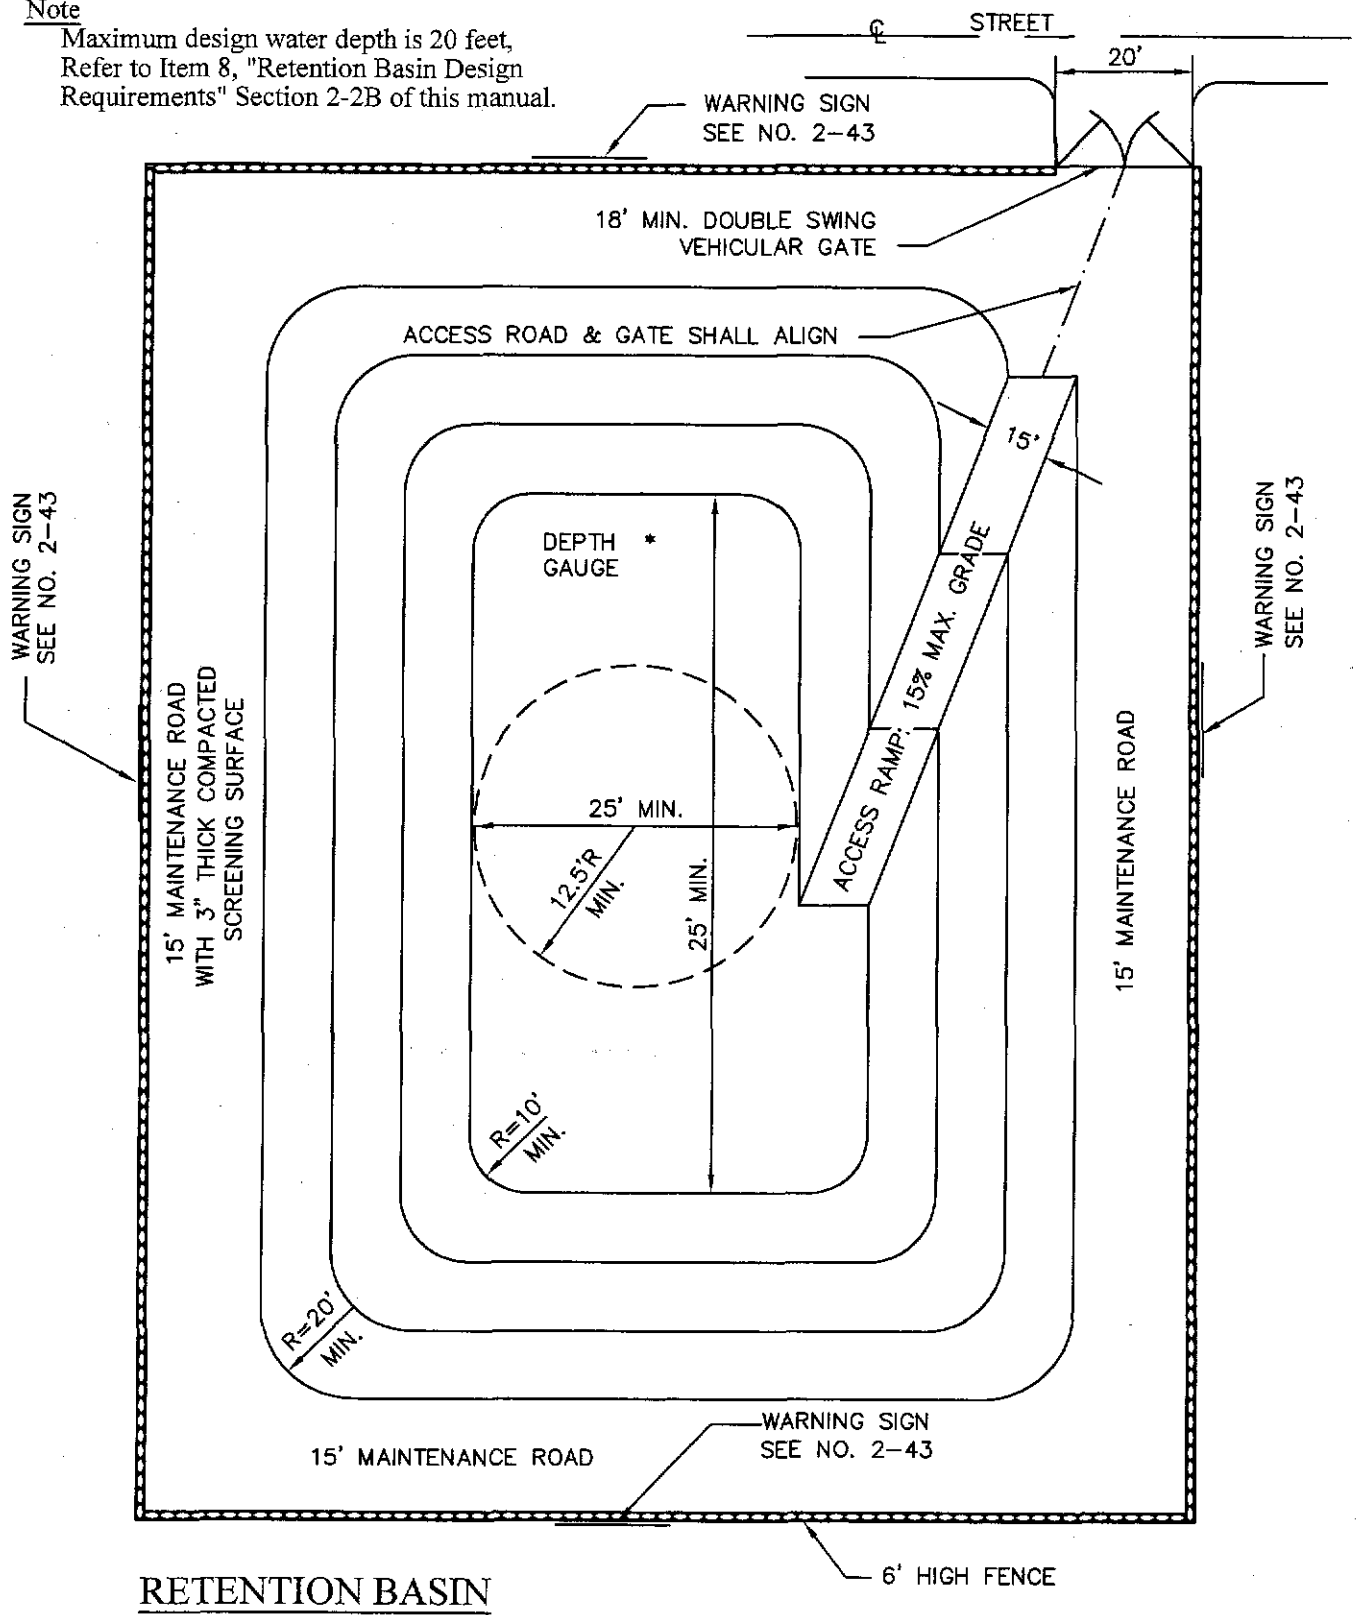 Note
Maximum design water depth is 20 feet,
Refer to Item 8, "Retention Basin Design
Requirements" Section 2-2B of this manual.
℄ STREET
20'
WARNING SIGN
SEE NO. 2-43
18' MIN. DOUBLE SWING
VEHICULAR GATE
ACCESS ROAD & GATE SHALL ALIGN
15'
DEPTH *
GAUGE
WARNING SIGN
SEE NO. 2-43
WARNING SIGN
SEE NO. 2-43
15' MAINTENANCE ROAD
WITH 3" THICK COMPACTED
SCREENING SURFACE
ACCESS RAMP: 15% MAX. GRADE
15' MAINTENANCE ROAD
25' MIN.
12.5'R
MIN.
25' MIN.
R=10'
MIN.
R=20'
MIN.
WARNING SIGN
SEE NO. 2-43
15' MAINTENANCE ROAD
6' HIGH FENCE
RETENTION BASIN